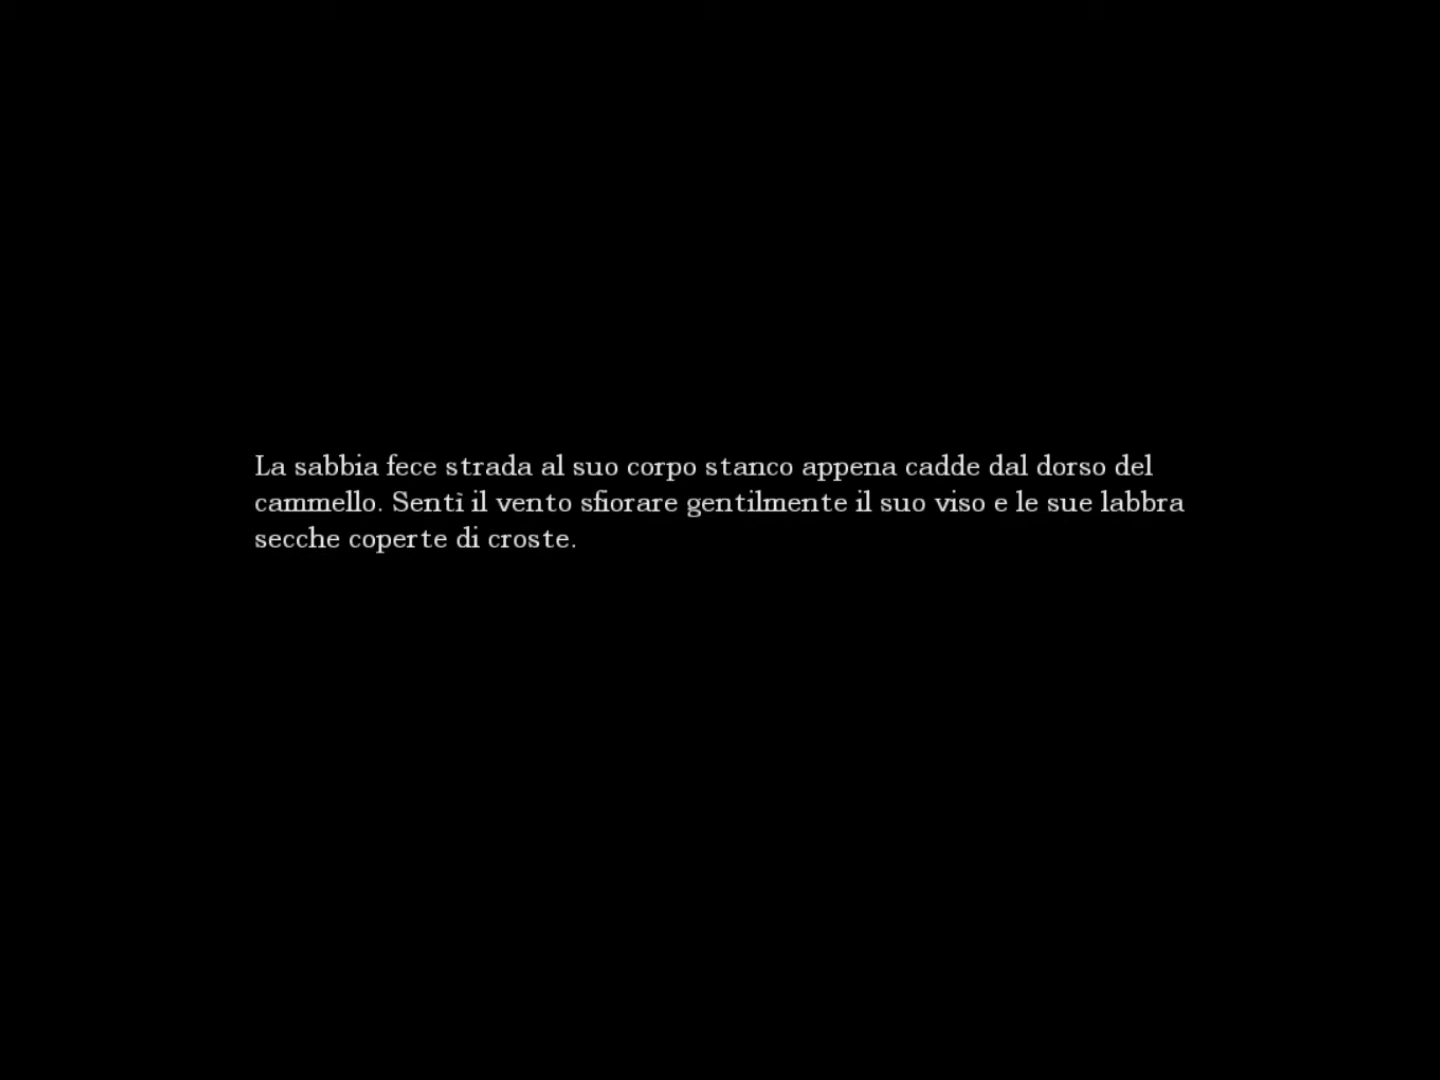 La sabbia fece strada al suo corpo stanco appena cadde dal dorso del
cammello. Sentì il vento sfiorare gentilmente il suo viso e le sue labbra
secche coperte di croste.